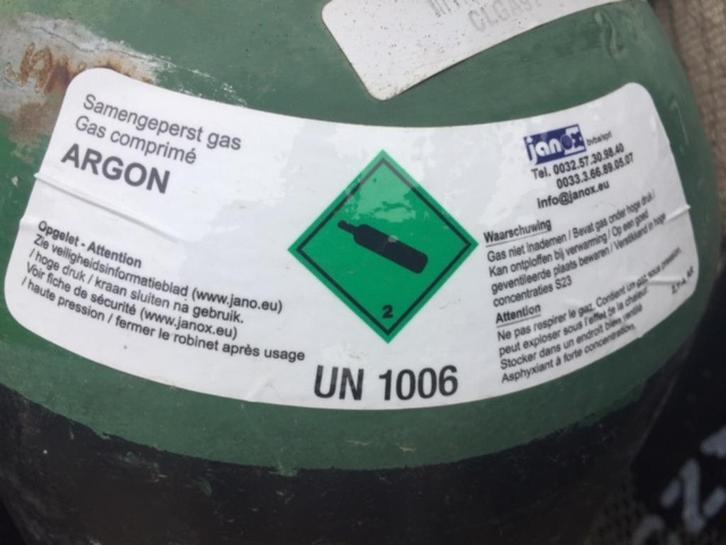 Samengeperst gas
Gas comprimé
ARGON
Opgelet - Attention
Zie veiligheidsinformatieblad (www.jano.eu)
/ hoge druk / kraan sluiten na gebruik.
Voir fiche de sécurité (www.janox.eu)
/ haute pression / fermer le robinet après usage
2
UN 1006
janox bvba/sprl
Tel. 0032.57.30.98.40
0033.3.66.89.05.07
info@janox.eu
Waarschuwing
Gas niet inademen / Bevat gas onder hoge druk /
Kan ontploffen bij verwarming / Op een goed
geventileerde plaats bewaren / Verstikkend in hoge
concentraties S23
Attention
Ne pas respirer le gaz. Contient un gaz sous pression,
peut exploser sous l'effet de la chaleur.
Stocker dans un endroit bien ventilé
Asphyxiant à forte concentration.